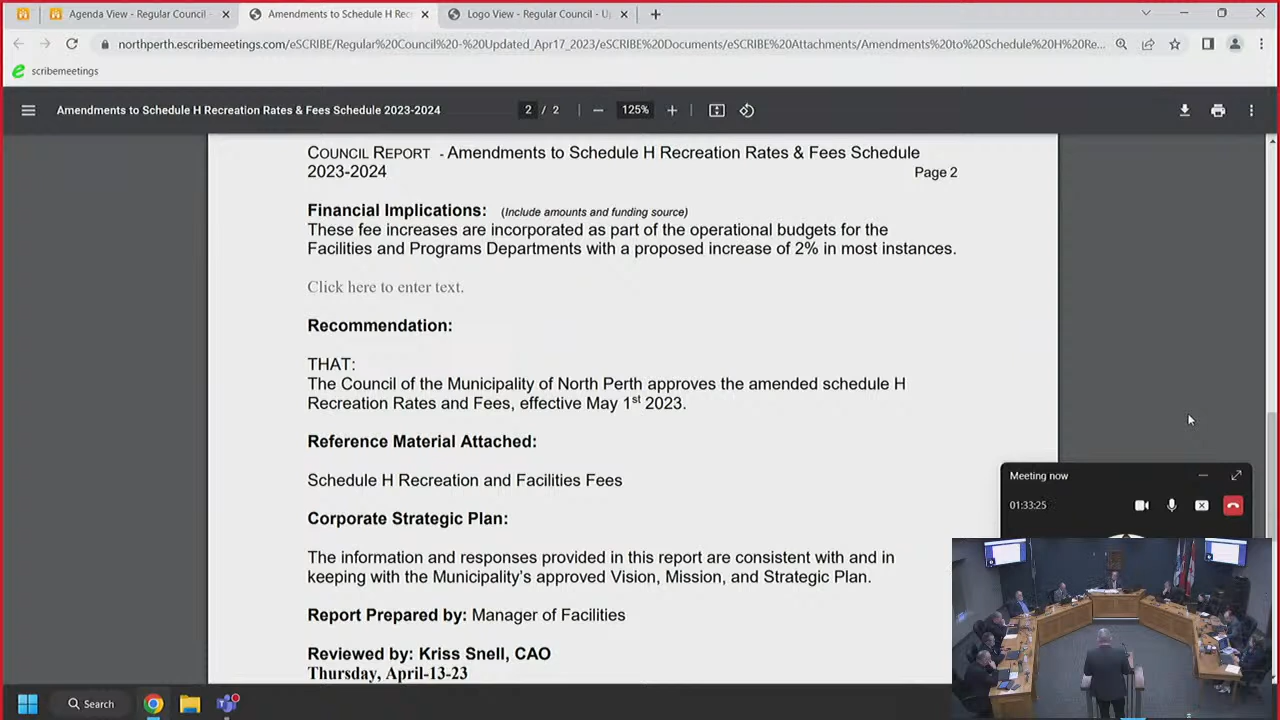 Agenda View - Regular Council -
Amendments to Schedule H Rec
Logo View - Regular Council - U
northperth.escribemeetings.com/eSCRIBE/Regular%20Council%20-%20Updated_Apr17_2023/eSCRIBE%20Documents/eSCRIBE%20Attachments/Amendments%20to%20Schedule%20H%20Re...
scribemeetings
Amendments to Schedule H Recreation Rates & Fees Schedule 2023-2024
2 / 2
125%
COUNCIL REPORT - Amendments to Schedule H Recreation Rates & Fees Schedule
2023-2024
Page 2
Financial Implications: (Include amounts and funding source)
These fee increases are incorporated as part of the operational budgets for the
Facilities and Programs Departments with a proposed increase of 2% in most instances.
Click here to enter text.
Recommendation:
THAT:
The Council of the Municipality of North Perth approves the amended schedule H
Recreation Rates and Fees, effective May 1st 2023.
Reference Material Attached:
Schedule H Recreation and Facilities Fees
Corporate Strategic Plan:
The information and responses provided in this report are consistent with and in
keeping with the Municipality's approved Vision, Mission, and Strategic Plan.
Report Prepared by: Manager of Facilities
Reviewed by: Kriss Snell, CAO
Thursday, April-13-23
Meeting now
01:33:25
Search